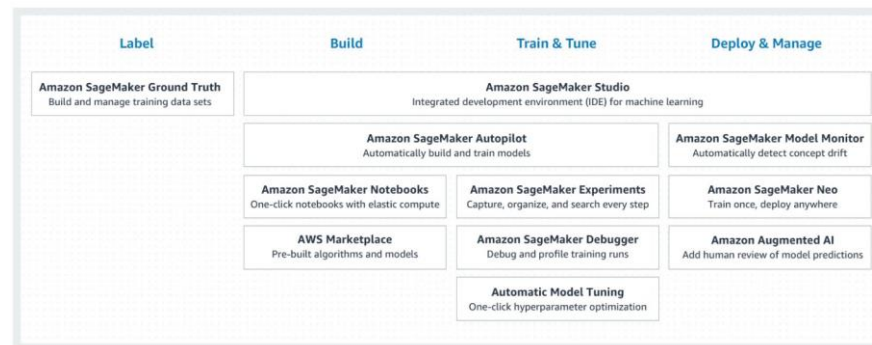 Label
Build
Train & Tune
Deploy & Manage
Amazon SageMaker Ground Truth
Build and manage training data sets
Amazon SageMaker Studio
Integrated development environment (IDE) for machine learning
Amazon SageMaker Autopilot
Automatically build and train models
Amazon SageMaker Model Monitor
Automatically detect concept drift
Amazon SageMaker Notebooks
One-click notebooks with elastic compute
Amazon SageMaker Experiments
Capture, organize, and search every step
Amazon SageMaker Neo
Train once, deploy anywhere
AWS Marketplace
Pre-built algorithms and models
Amazon SageMaker Debugger
Debug and profile training runs
Amazon Augmented AI
Add human review of model predictions
Automatic Model Tuning
One-click hyperparameter optimization